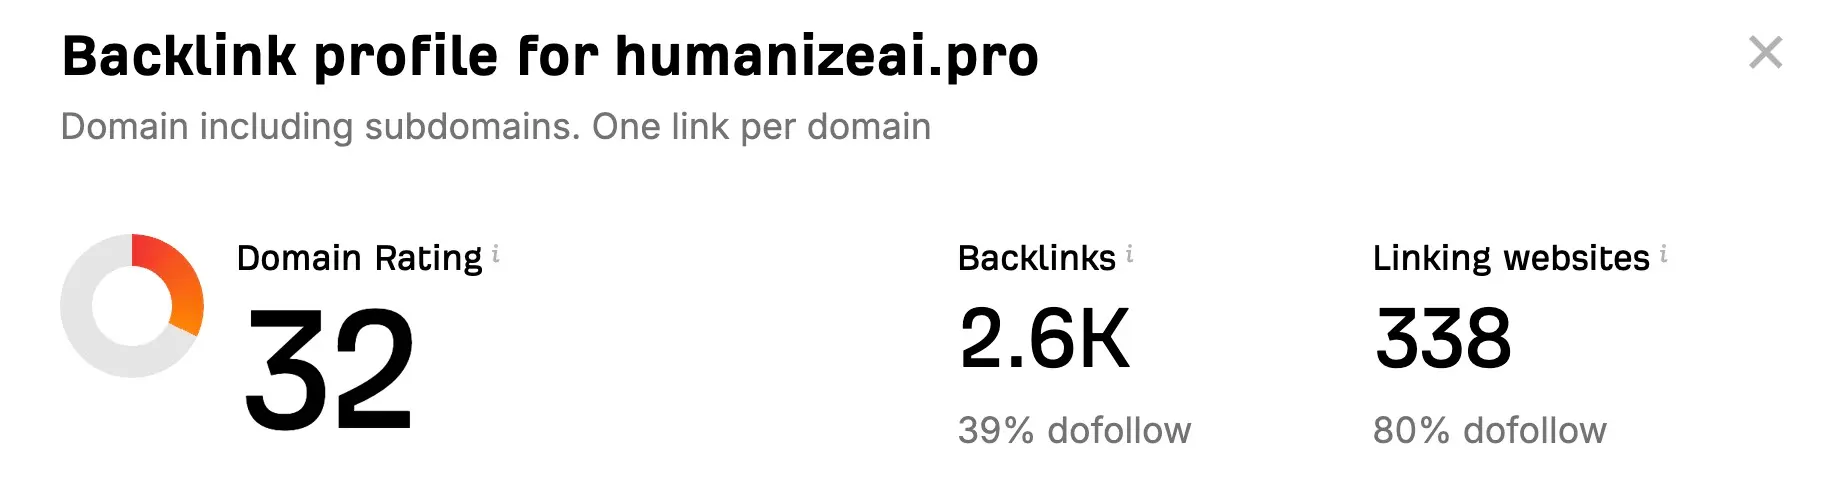 Backlink profile for humanizeai.pro
Domain including subdomains. One link per domain
Domain Rating i
32
Backlinks i
2.6K
39% dofollow
Linking websites i
338
80% dofollow